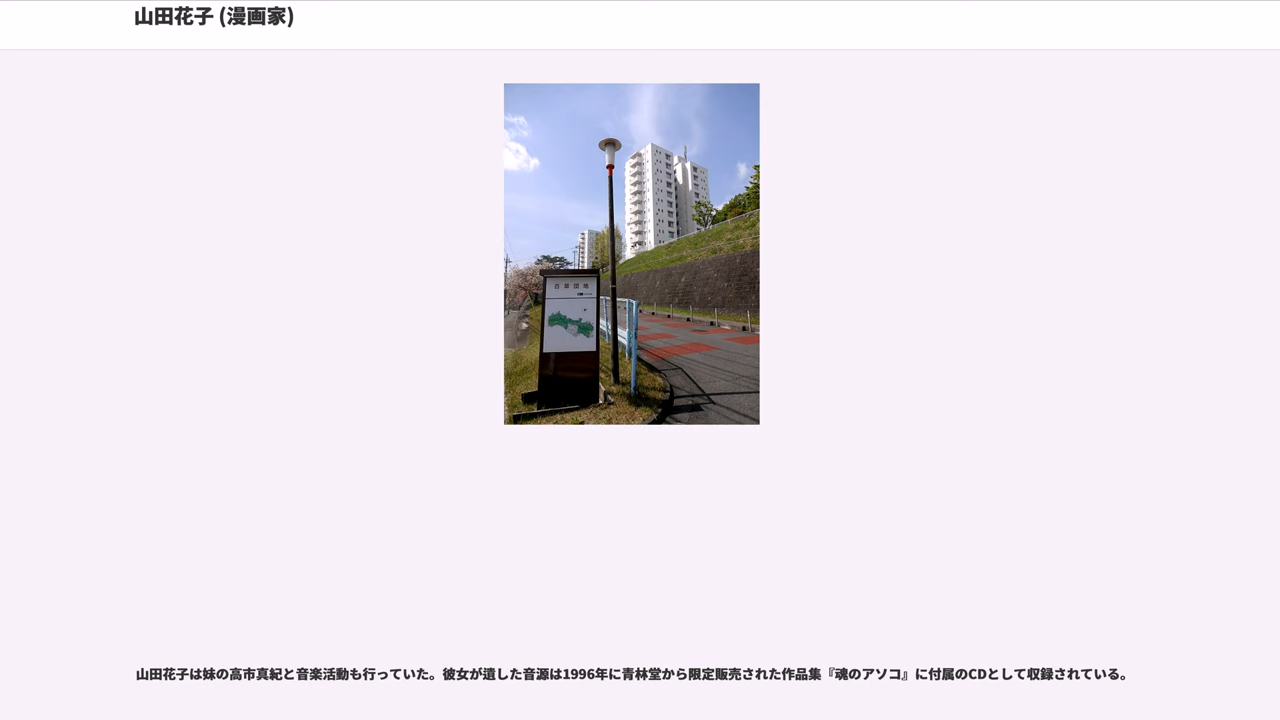 山田花子 (漫画家)
百草団地
山田花子は妹の高市真紀と音楽活動も行っていた。彼女が遺した音源は1996年に青林堂から限定販売された作品集『魂のアソコ』に付属のCDとして収録されている。